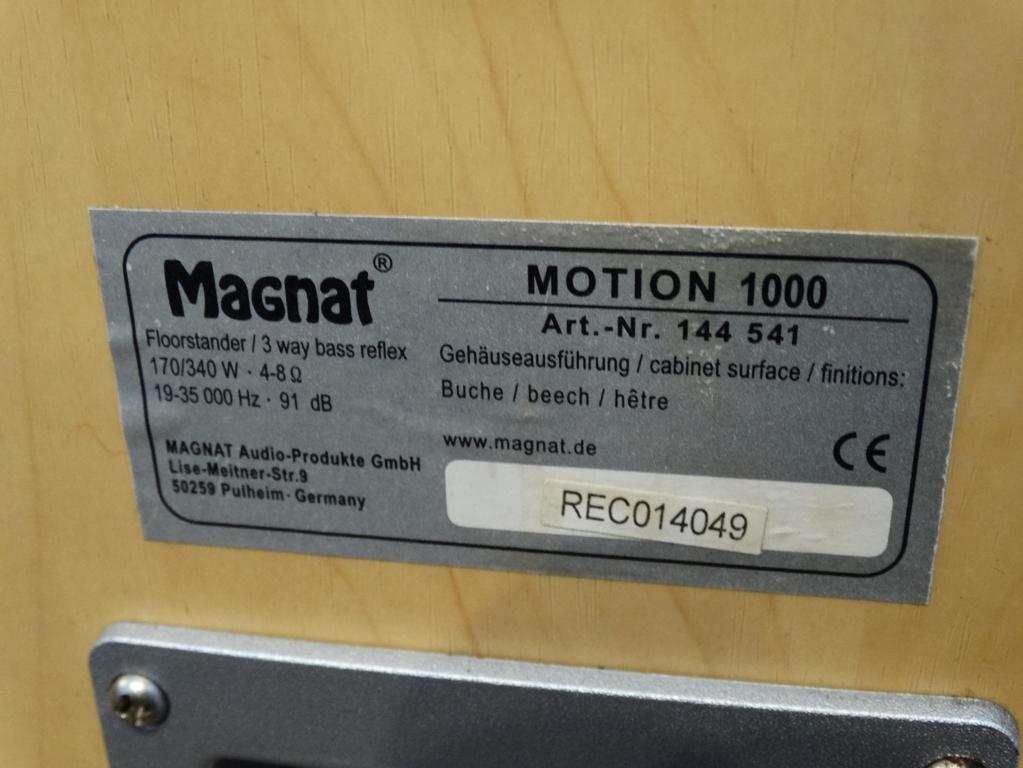 Magnat®
Floorstander / 3 way bass reflex
170/340 W · 4-8 Ω
19-35 000 Hz · 91 dB
MAGNAT Audio-Produkte GmbH
Lise-Meitner-Str.9
50259 Pulheim · Germany
MOTION 1000
Art.-Nr. 144 541
Gehäuseausführung / cabinet surface / finitions:
Buche / beech / hêtre
www.magnat.de
CE
REC014049